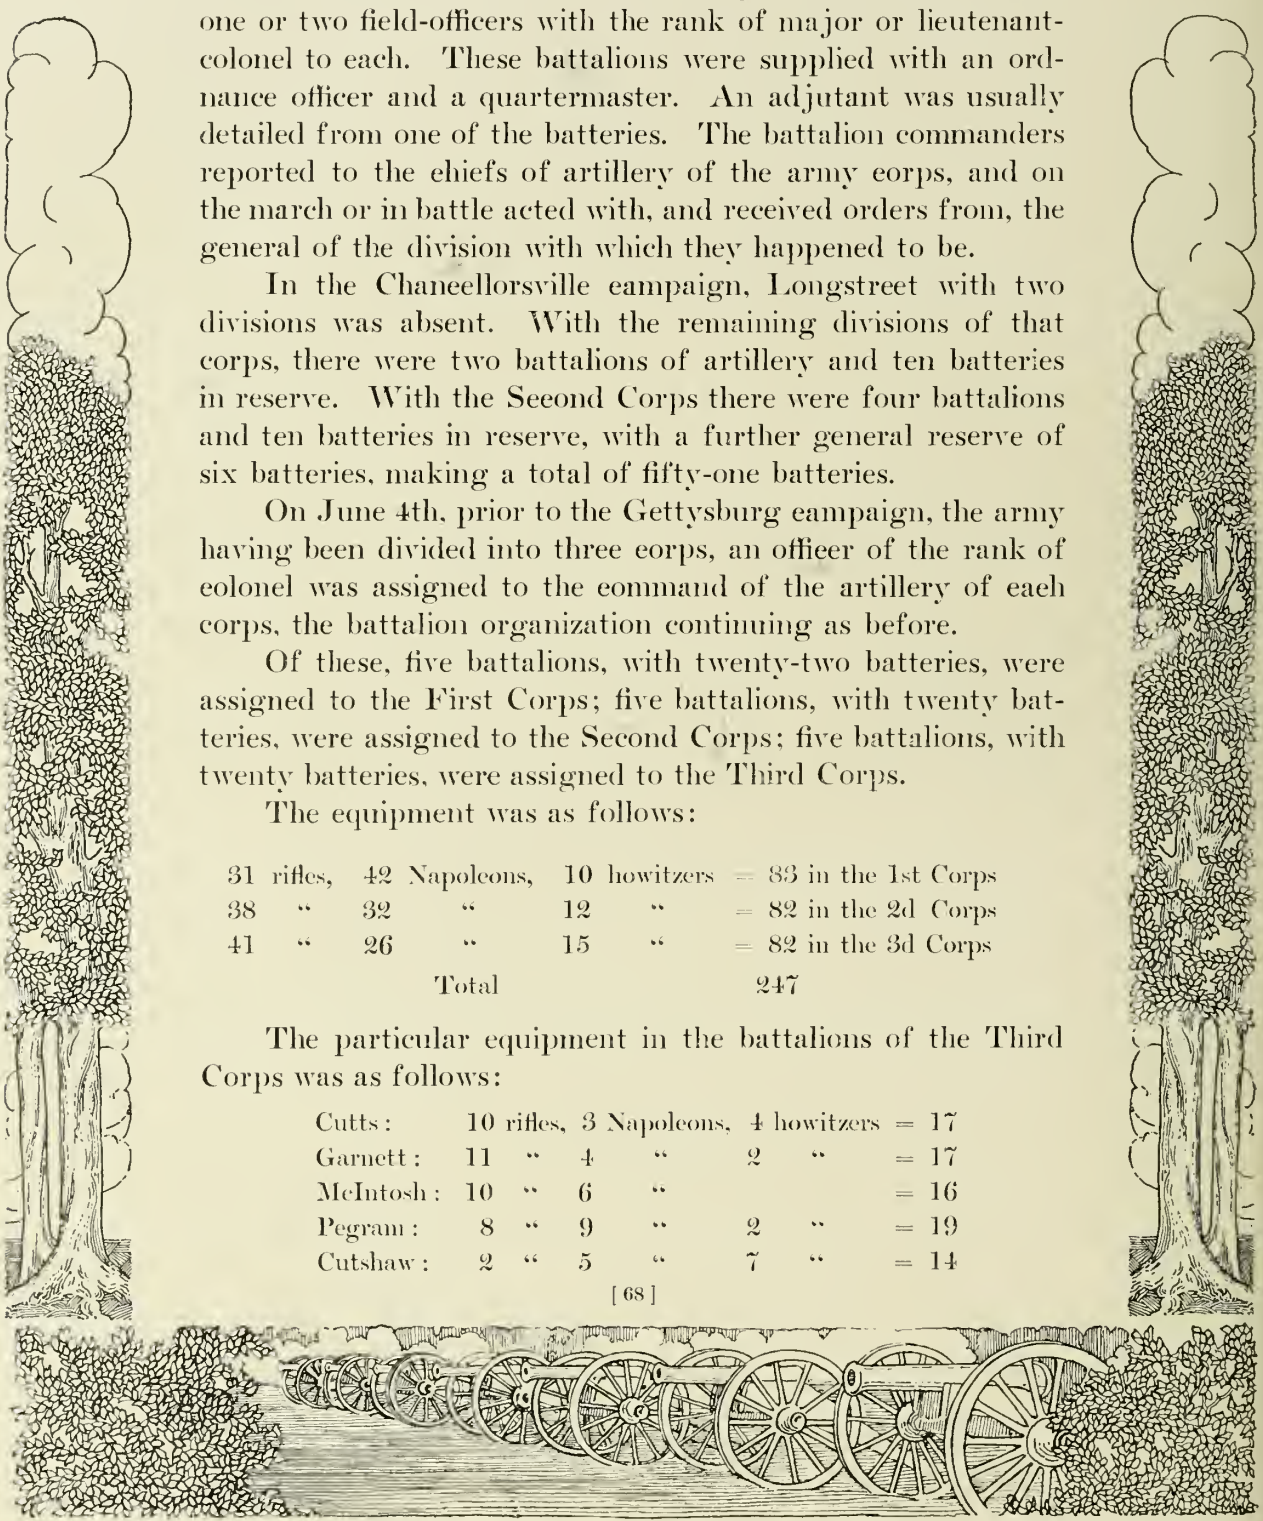 one or two field-officers with the rank of major or lieutenant-
colonel to each. These battalions were supplied with an ord-
nance officer and a quartermaster. An adjutant was usually
detailed from one of the batteries. The battalion commanders
reported to the chiefs of artillery of the army corps, and on
the march or in battle acted with, and received orders from, the
general of the division with which they happened to be.
In the Chancellorsville campaign, Longstreet with two
divisions was absent. With the remaining divisions of that
corps, there were two battalions of artillery and ten batteries
in reserve. With the Second Corps there were four battalions
and ten batteries in reserve, with a further general reserve of
six batteries, making a total of fifty-one batteries.
On June 4th, prior to the Gettysburg campaign, the army
having been divided into three corps, an officer of the rank of
colonel was assigned to the command of the artillery of each
corps, the battalion organization continuing as before.
Of these, five battalions, with twenty-two batteries, were
assigned to the First Corps; five battalions, with twenty bat-
teries, were assigned to the Second Corps; five battalions, with
twenty batteries, were assigned to the Third Corps.
The equipment was as follows:
31 rifles, 42 Napoleons, 10 howitzers = 83 in the 1st Corps
38 “ 32 “ 12 “ = 82 in the 2d Corps
41 “ 26 “ 15 “ = 82 in the 3d Corps
Total 247
The particular equipment in the battalions of the Third
Corps was as follows:
Cutts: 10 rifles, 3 Napoleons, 4 howitzers = 17
Garnett: 11 “ 4 “ 2 “ = 17
McIntosh: 10 “ 6 “ = 16
Pegram: 8 “ 9 “ 2 “ = 19
Cutshaw: 2 “ 5 “ 7 “ = 14
[68]